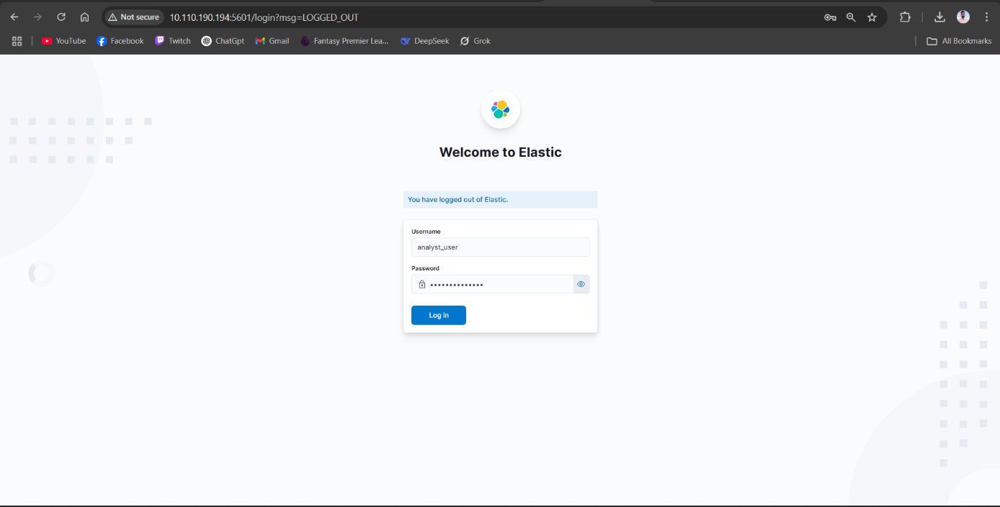 Not secure 10.110.190.194:5601/login?msg=LOGGED_OUT
YouTube Facebook Twitch ChatGpt Gmail Fantasy Premier Lea... DeepSeek Grok All Bookmarks
Welcome to Elastic
You have logged out of Elastic.
Username
analyst_user
Password
••••••••••••••
Log in